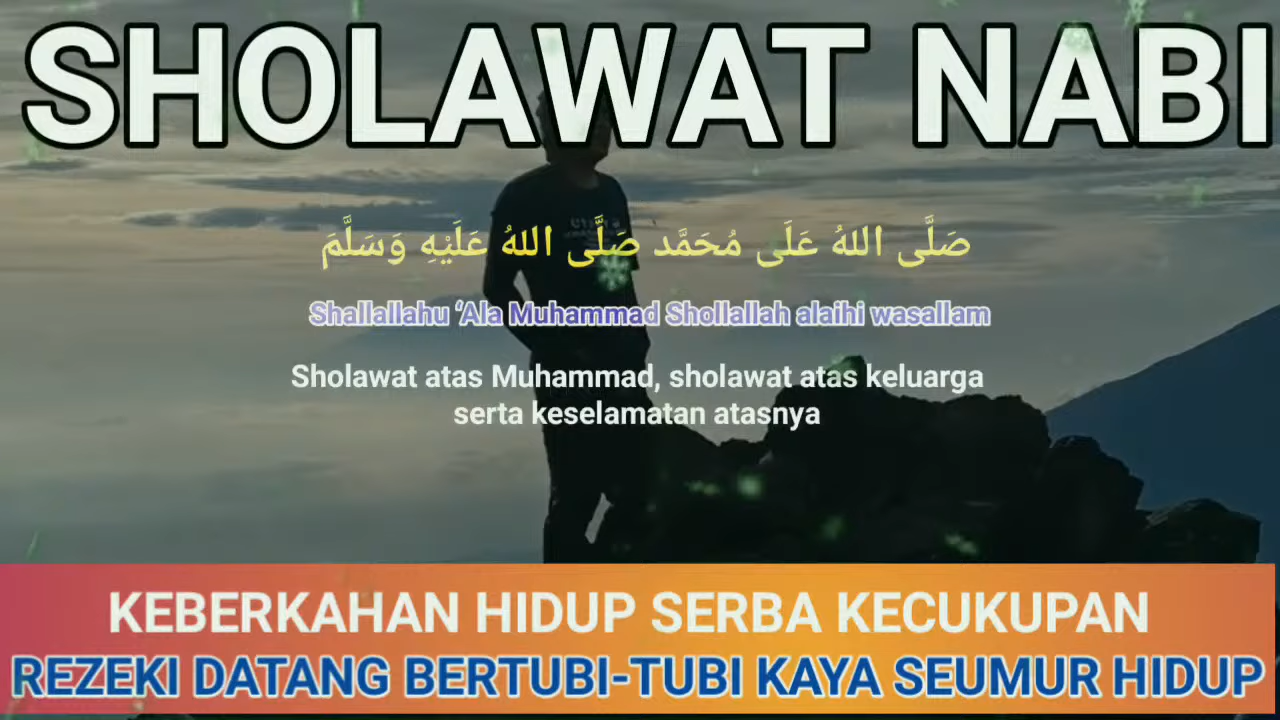 SHOLAWAT NABI
صَلَّى اللهُ عَلَى مُحَمَّد صَلَّى اللهُ عَلَيْهِ وَسَلَّمَ
Shallallahu ‘Ala Muhammad Shollallah alaihi wasallam
Sholawat atas Muhammad, sholawat atas keluarga
serta keselamatan atasnya
KEBERKAHAN HIDUP SERBA KECUKUPAN
REZEKI DATANG BERTUBI-TUBI KAYA SEUMUR HIDUP